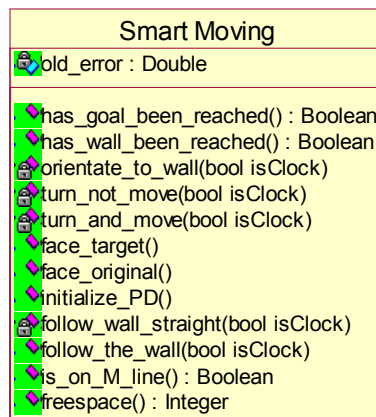 Smart Moving
old_error : Double
has_goal_been_reached() : Boolean
has_wall_been_reached() : Boolean
orientate_to_wall(bool isClock)
turn_not_move(bool isClock)
turn_and_move(bool isClock)
face_target()
face_original()
initialize_PD()
follow_wall_straight(bool isClock)
follow_the_wall(bool isClock)
is_on_M_line() : Boolean
freespace() : Integer